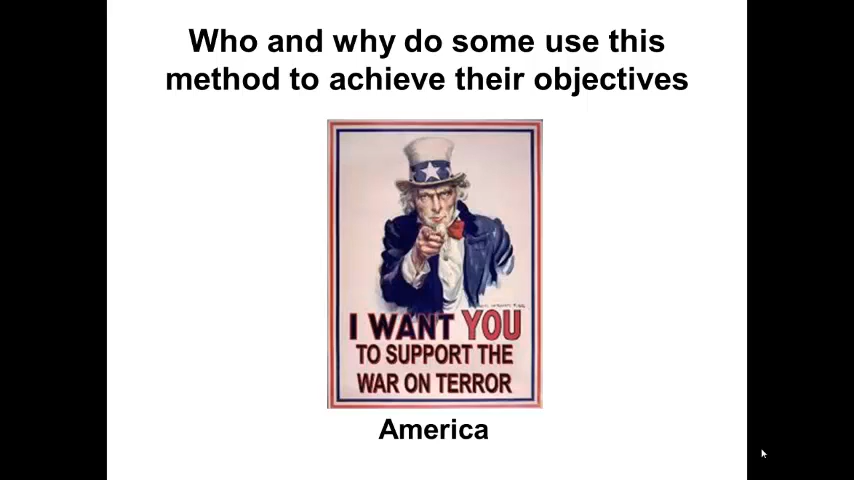 Who and why do some use this
method to achieve their objectives
I WANT YOU
TO SUPPORT THE
WAR ON TERROR
America